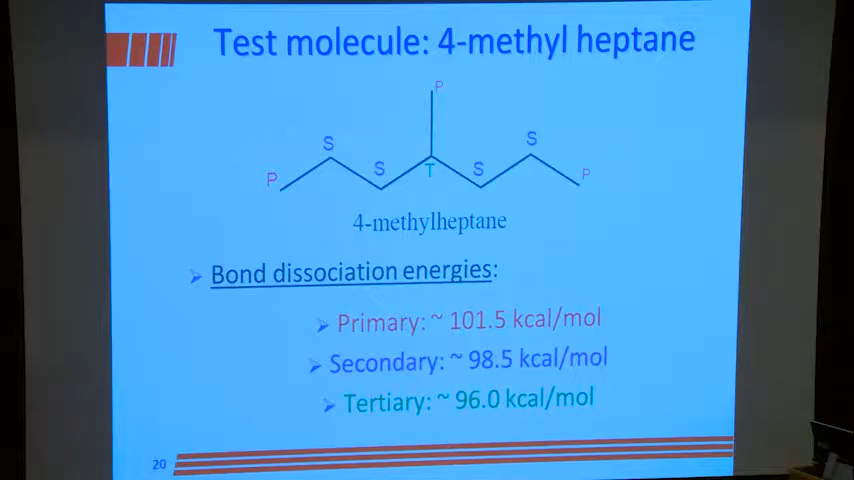 Test molecule: 4-methyl heptane
P
S
S
P
S
S
T
P
4-methylheptane
➢ Bond dissociation energies:
➢ Primary: ~ 101.5 kcal/mol
➢ Secondary: ~ 98.5 kcal/mol
➢ Tertiary: ~ 96.0 kcal/mol
20